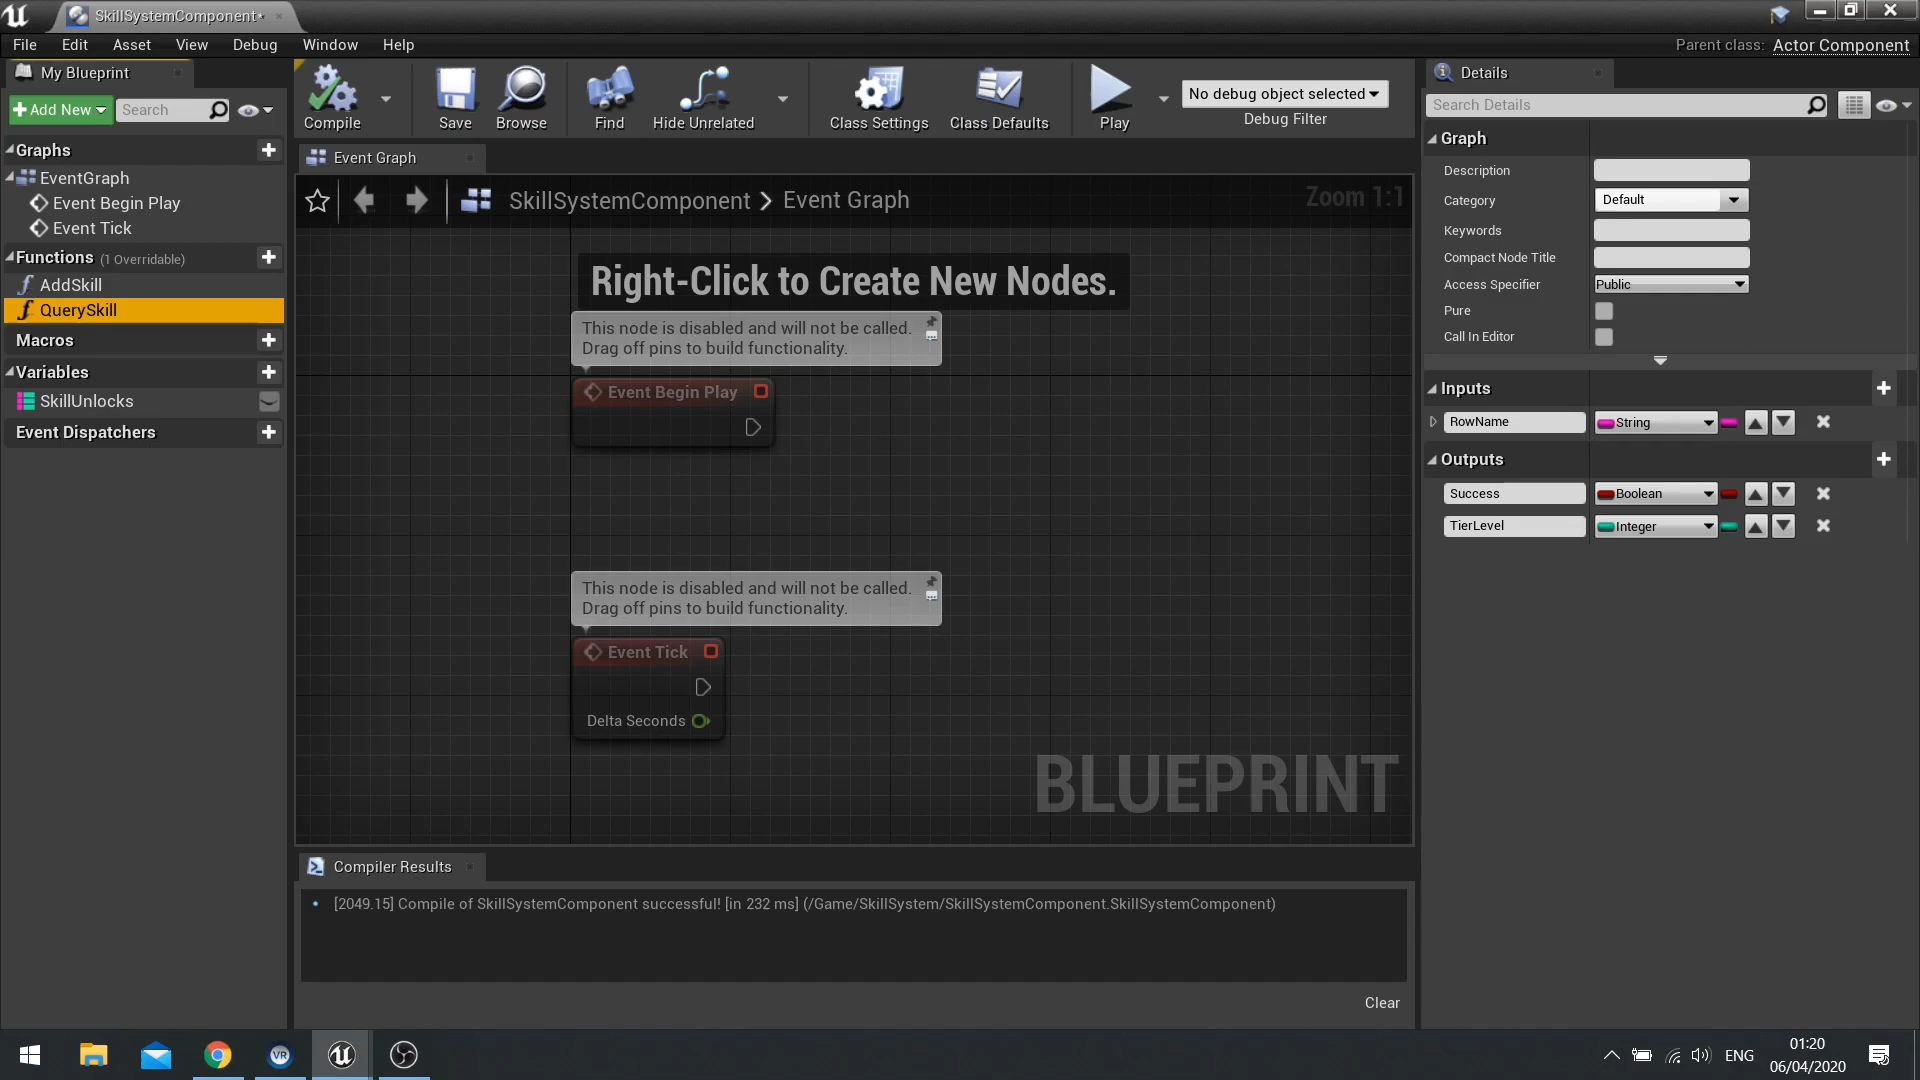 SkillSystemComponent*
File Edit Asset View Debug Window Help
Parent class: Actor Component
My Blueprint
Add New
Search
Graphs
EventGraph
Event Begin Play
Event Tick
Functions (1 Overridable)
AddSkill
QuerySkill
Macros
Variables
SkillUnlocks
Event Dispatchers
Compile
Save
Browse
Find
Hide Unrelated
Class Settings
Class Defaults
Play
No debug object selected
Debug Filter
Event Graph
SkillSystemComponent > Event Graph
Zoom 1:1
Right-Click to Create New Nodes.
This node is disabled and will not be called.
Drag off pins to build functionality.
Event Begin Play
This node is disabled and will not be called.
Drag off pins to build functionality.
Event Tick
Delta Seconds
BLUEPRINT
Compiler Results
[2049.15] Compile of SkillSystemComponent successful! [in 232 ms] (/Game/SkillSystem/SkillSystemComponent.SkillSystemComponent)
Clear
Details
Search Details
Graph
Description
Category Default
Keywords
Compact Node Title
Access Specifier Public
Pure
Call In Editor
Inputs
RowName String
Outputs
Success Boolean
TierLevel Integer
VR
ENG
01:20
06/04/2020